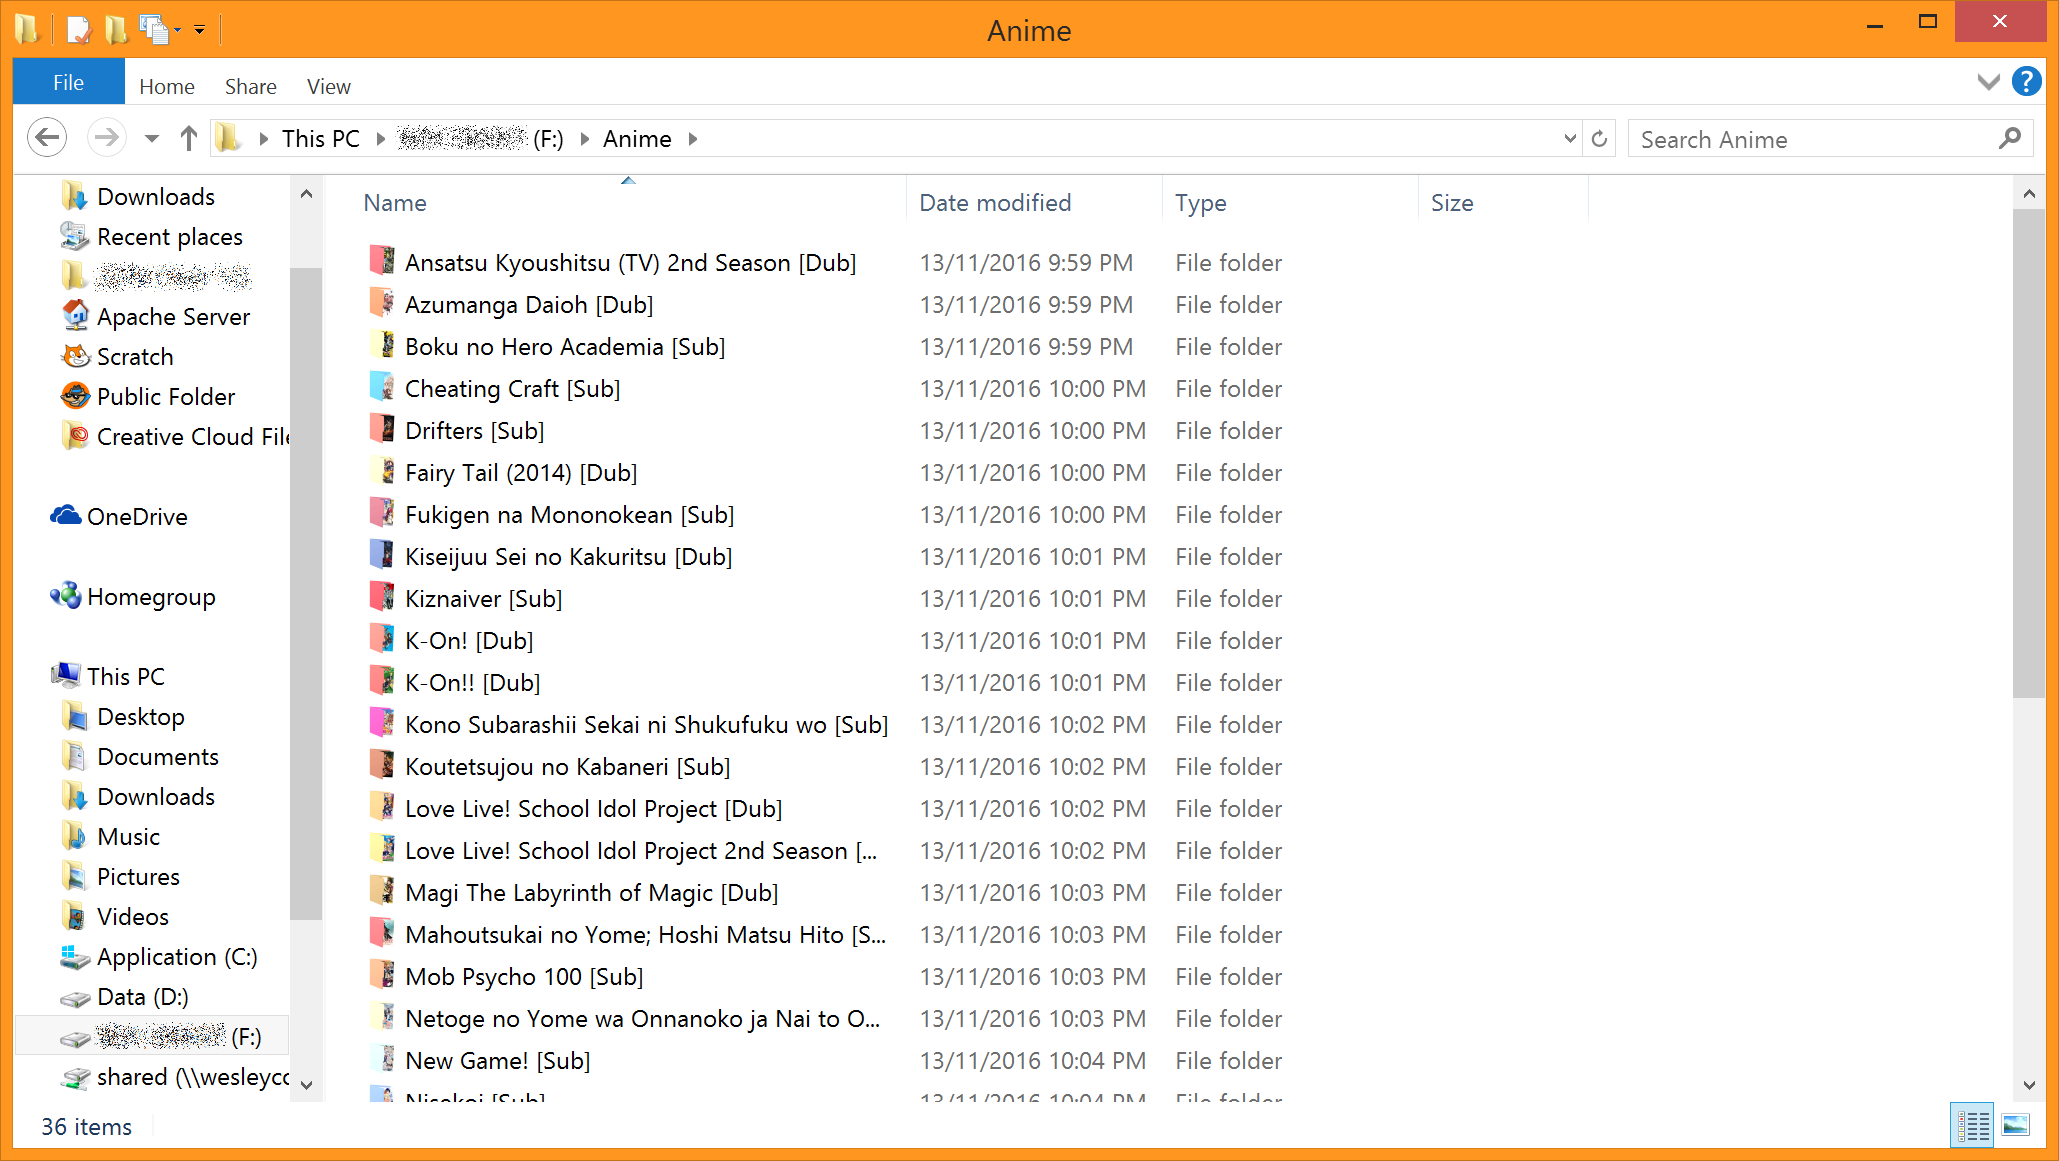 Anime
File Home Share View
This PC (F:) Anime
Search Anime
Downloads
Recent places
Apache Server
Scratch
Public Folder
Creative Cloud File
OneDrive
Homegroup
This PC
Desktop
Documents
Downloads
Music
Pictures
Videos
Application (C:)
Data (D:)
(F:)
shared (\\wesleycc
Name Date modified Type Size
Ansatsu Kyoushitsu (TV) 2nd Season [Dub] 13/11/2016 9:59 PM File folder
Azumanga Daioh [Dub] 13/11/2016 9:59 PM File folder
Boku no Hero Academia [Sub] 13/11/2016 9:59 PM File folder
Cheating Craft [Sub] 13/11/2016 10:00 PM File folder
Drifters [Sub] 13/11/2016 10:00 PM File folder
Fairy Tail (2014) [Dub] 13/11/2016 10:00 PM File folder
Fukigen na Mononokean [Sub] 13/11/2016 10:00 PM File folder
Kiseijuu Sei no Kakuritsu [Dub] 13/11/2016 10:01 PM File folder
Kiznaiver [Sub] 13/11/2016 10:01 PM File folder
K-On! [Dub] 13/11/2016 10:01 PM File folder
K-On!! [Dub] 13/11/2016 10:01 PM File folder
Kono Subarashii Sekai ni Shukufuku wo [Sub] 13/11/2016 10:02 PM File folder
Koutetsujou no Kabaneri [Sub] 13/11/2016 10:02 PM File folder
Love Live! School Idol Project [Dub] 13/11/2016 10:02 PM File folder
Love Live! School Idol Project 2nd Season [... 13/11/2016 10:02 PM File folder
Magi The Labyrinth of Magic [Dub] 13/11/2016 10:03 PM File folder
Mahoutsukai no Yome; Hoshi Matsu Hito [S... 13/11/2016 10:03 PM File folder
Mob Psycho 100 [Sub] 13/11/2016 10:03 PM File folder
Netoge no Yome wa Onnanoko ja Nai to O... 13/11/2016 10:03 PM File folder
New Game! [Sub] 13/11/2016 10:04 PM File folder
Nisekoi [Sub] 13/11/2016 10:04 PM File folder
36 items